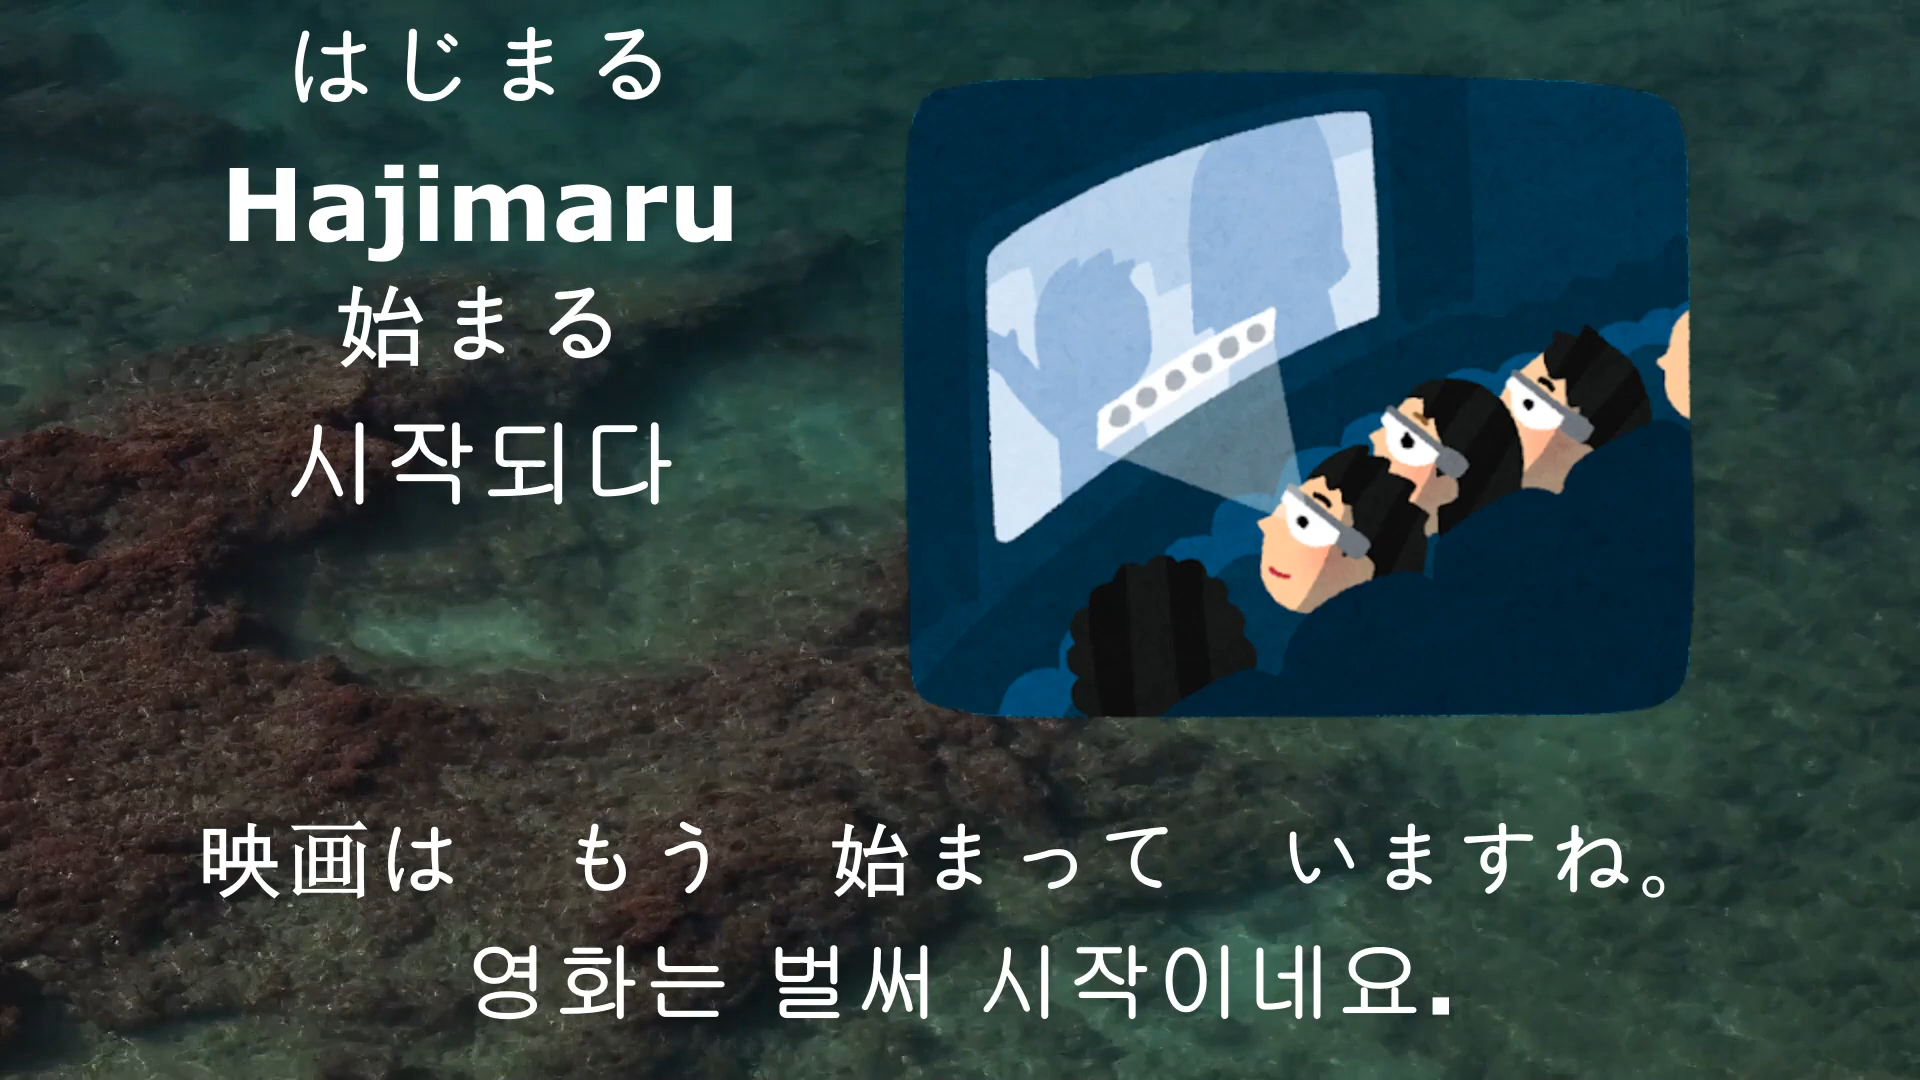 はじまる
Hajimaru
始まる
시작되다
映画は　もう　始まって　いますね。
영화는 벌써 시작이네요.